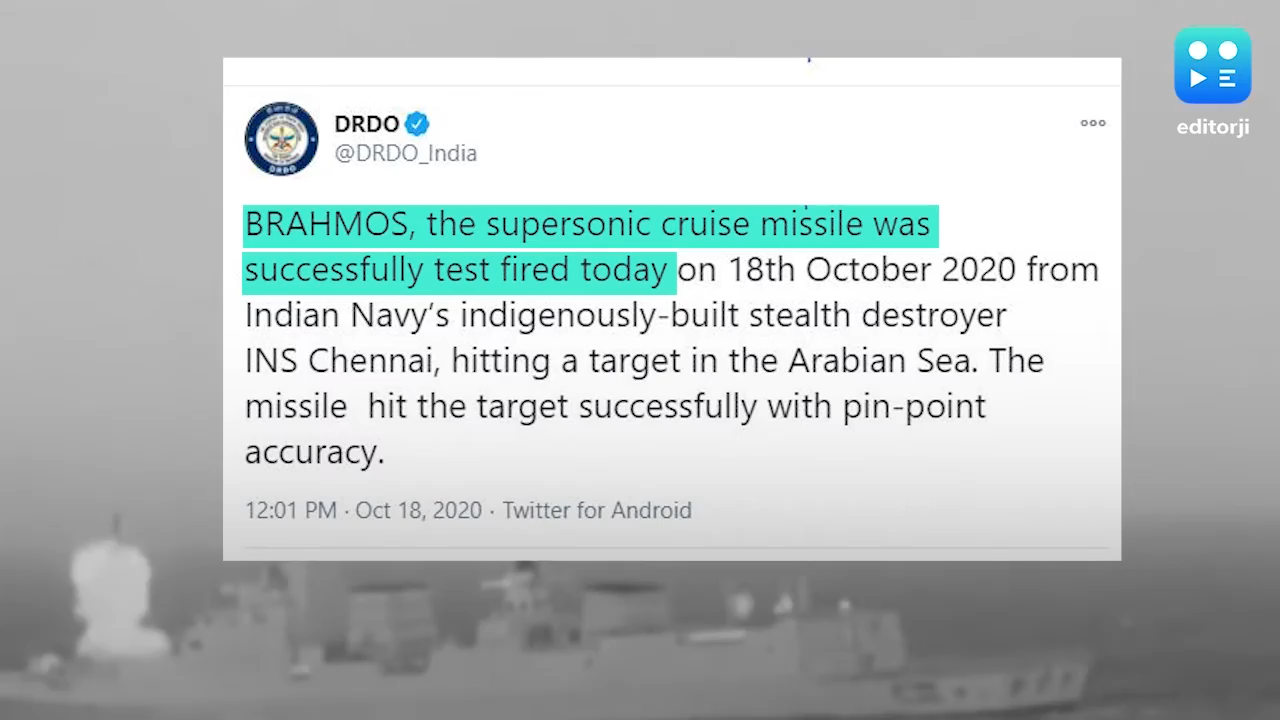 editorji
DRDO
@DRDO_India
BRAHMOS, the supersonic cruise missile was
successfully test fired today on 18th October 2020 from
Indian Navy's indigenously-built stealth destroyer
INS Chennai, hitting a target in the Arabian Sea. The
missile  hit the target successfully with pin-point
accuracy.
12:01 PM · Oct 18, 2020 · Twitter for Android